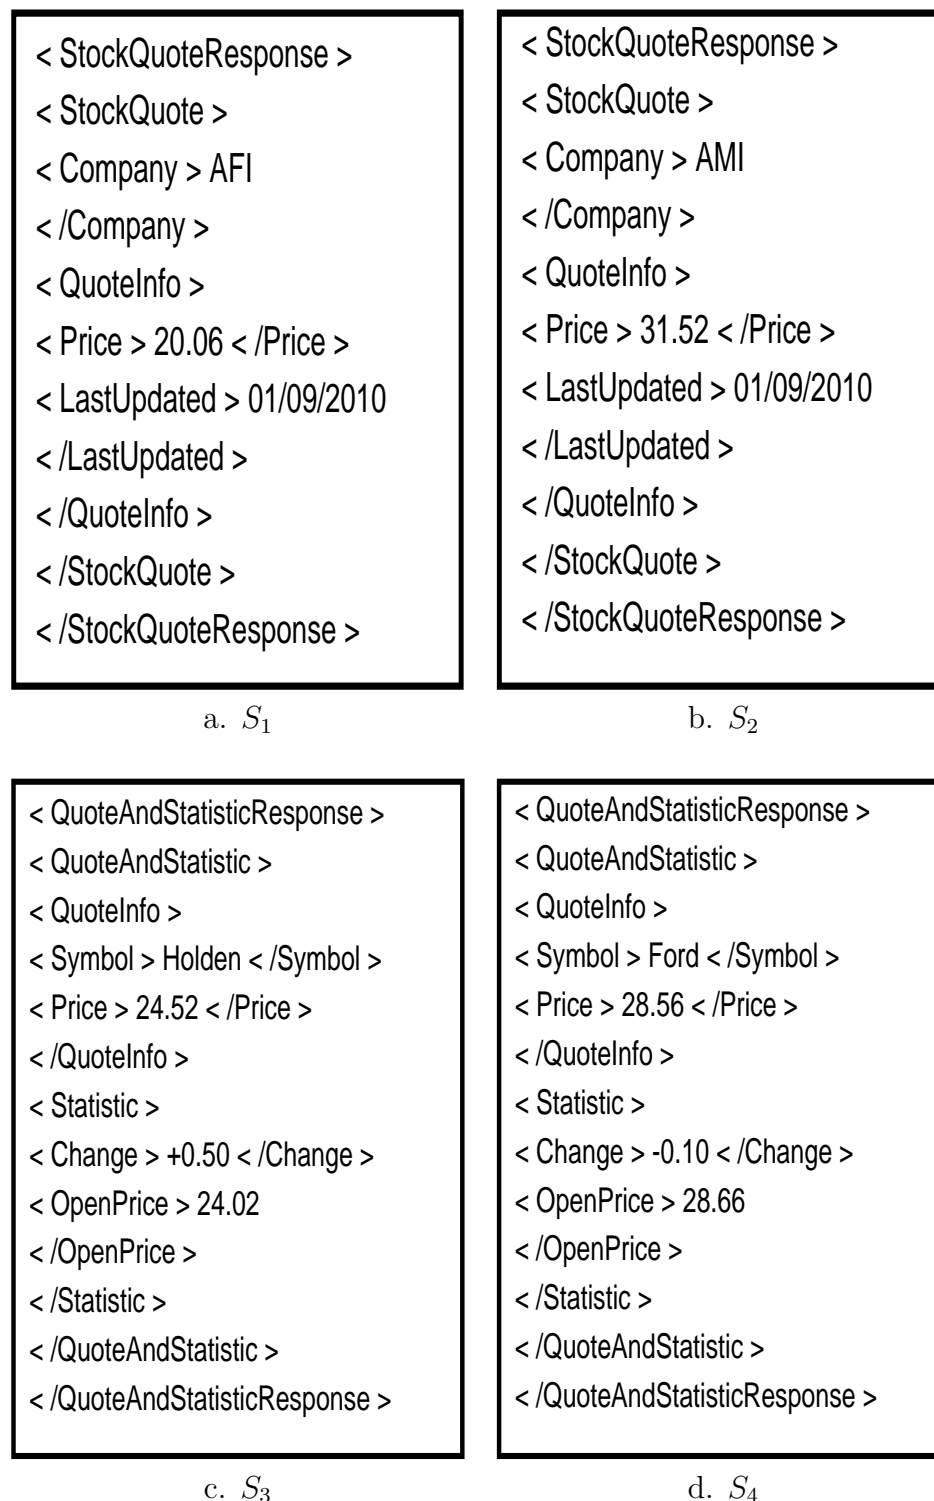 < StockQuoteResponse >
< StockQuote >
< Company > AFI
< /Company >
< QuoteInfo >
< Price > 20.06 < /Price >
< LastUpdated > 01/09/2010
< /LastUpdated >
< /QuoteInfo >
< /StockQuote >
< /StockQuoteResponse >
a. S₁
< StockQuoteResponse >
< StockQuote >
< Company > AMI
< /Company >
< QuoteInfo >
< Price > 31.52 < /Price >
< LastUpdated > 01/09/2010
< /LastUpdated >
< /QuoteInfo >
< /StockQuote >
< /StockQuoteResponse >
b. S₂
< QuoteAndStatisticResponse >
< QuoteAndStatistic >
< QuoteInfo >
< Symbol > Holden < /Symbol >
< Price > 24.52 < /Price >
< /QuoteInfo >
< Statistic >
< Change > +0.50 < /Change >
< OpenPrice > 24.02
< /OpenPrice >
< /Statistic >
< /QuoteAndStatistic >
< /QuoteAndStatisticResponse >
c. S₃
< QuoteAndStatisticResponse >
< QuoteAndStatistic >
< QuoteInfo >
< Symbol > Ford < /Symbol >
< Price > 28.56 < /Price >
< /QuoteInfo >
< Statistic >
< Change > -0.10 < /Change >
< OpenPrice > 28.66
< /OpenPrice >
< /Statistic >
< /QuoteAndStatistic >
< /QuoteAndStatisticResponse >
d. S₄